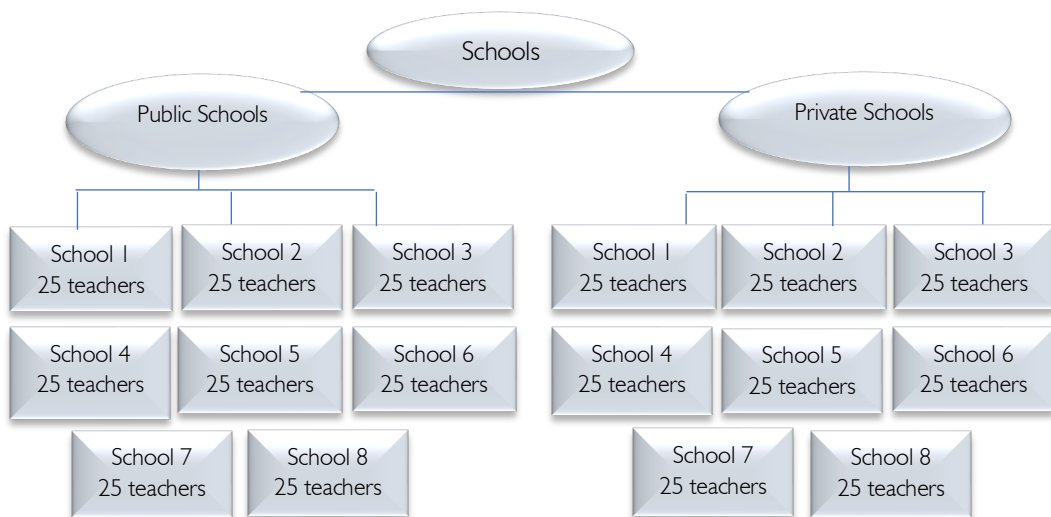 Schools
Public Schools
Private Schools
School 1
25 teachers
School 2
25 teachers
School 3
25 teachers
School 1
25 teachers
School 2
25 teachers
School 3
25 teachers
School 4
25 teachers
School 5
25 teachers
School 6
25 teachers
School 4
25 teachers
School 5
25 teachers
School 6
25 teachers
School 7
25 teachers
School 8
25 teachers
School 7
25 teachers
School 8
25 teachers